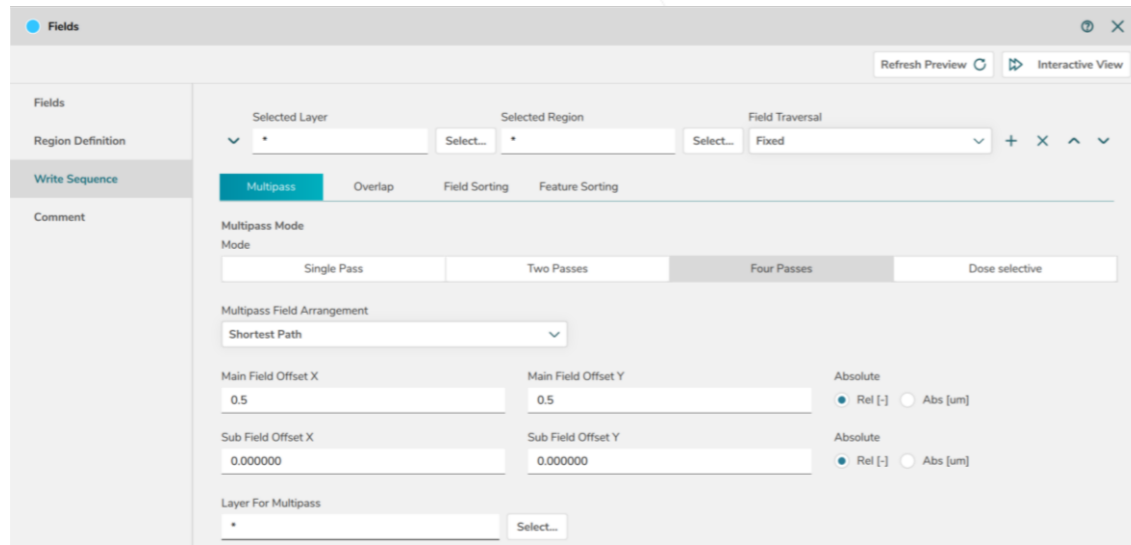 Fields
Refresh Preview
Interactive View
Fields
Region Definition
Write Sequence
Comment
Selected Layer
Selected Region
Field Traversal
*
Select...
*
Select...
Fixed
Multipass
Overlap
Field Sorting
Feature Sorting
Multipass Mode
Mode
Single Pass
Two Passes
Four Passes
Dose selective
Multipass Field Arrangement
Shortest Path
Main Field Offset X
Main Field Offset Y
Absolute
0.5
0.5
Rel [-]
Abs [um]
Sub Field Offset X
Sub Field Offset Y
Absolute
0.000000
0.000000
Rel [-]
Abs [um]
Layer For Multipass
*
Select...